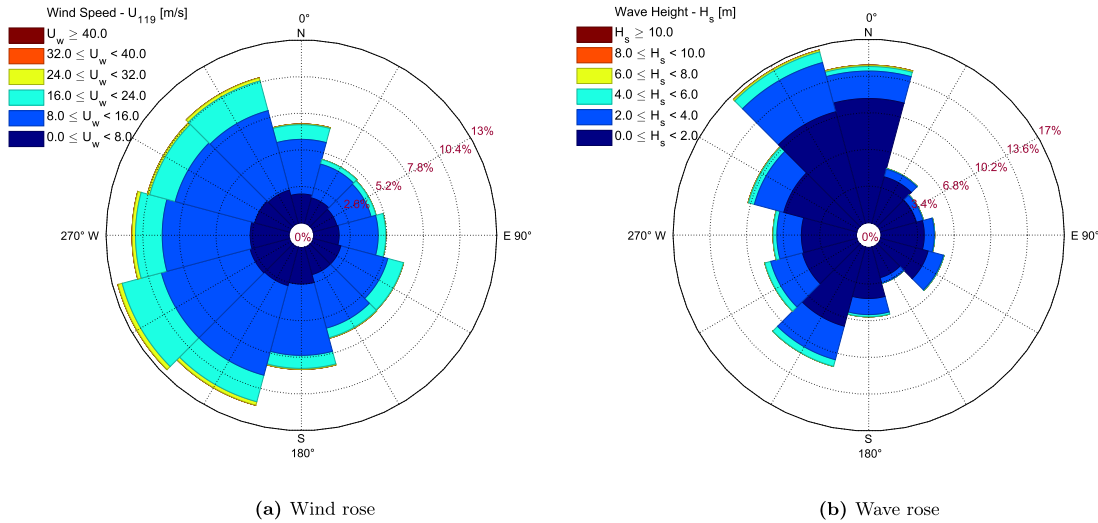 Wind Speed - U119 [m/s]
Uw ≥ 40.0
32.0 ≤ Uw < 40.0
24.0 ≤ Uw < 32.0
16.0 ≤ Uw < 24.0
8.0 ≤ Uw < 16.0
0.0 ≤ Uw < 8.0
0°
N
13%
10.4%
7.8%
5.2%
2.6%
0%
270° W
E 90°
S
180°
(a) Wind rose
Wave Height - Hs [m]
Hs ≥ 10.0
8.0 ≤ Hs < 10.0
6.0 ≤ Hs < 8.0
4.0 ≤ Hs < 6.0
2.0 ≤ Hs < 4.0
0.0 ≤ Hs < 2.0
0°
N
17%
13.6%
10.2%
6.8%
3.4%
0%
270° W
E 90°
S
180°
(b) Wave rose